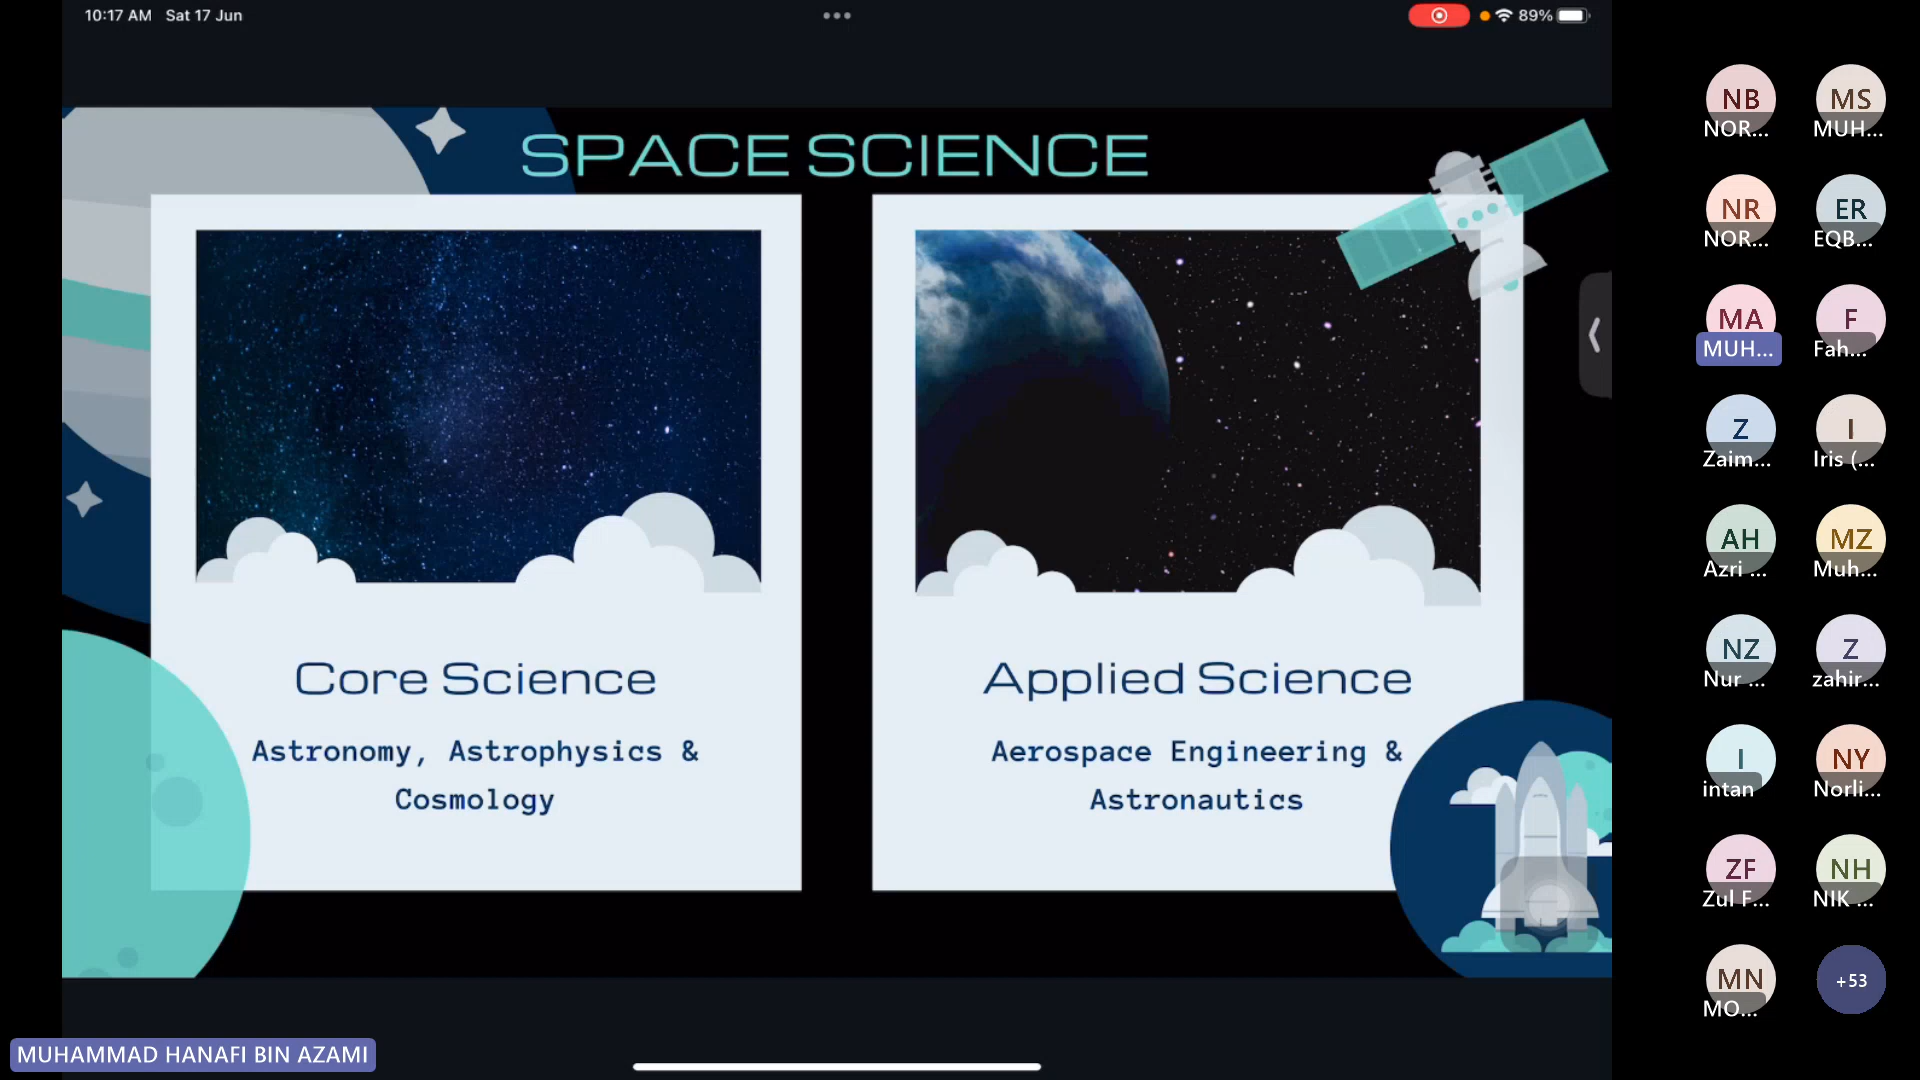 10:17 AM Sat 17 Jun
89%
SPACE SCIENCE
Core Science
Astronomy, Astrophysics &
Cosmology
Applied Science
Aerospace Engineering &
Astronautics
NB
NOR...
MS
MUH...
NR
NOR...
ER
EQB...
MA
MUH...
F
Fah...
Z
Zaim...
I
Iris (...
AH
Azri ...
MZ
Muh...
NZ
Nur ...
Z
zahir...
I
intan
NY
Norli...
ZF
Zul F...
NH
NIK ...
MN
MO...
+53
MUHAMMAD HANAFI BIN AZAMI